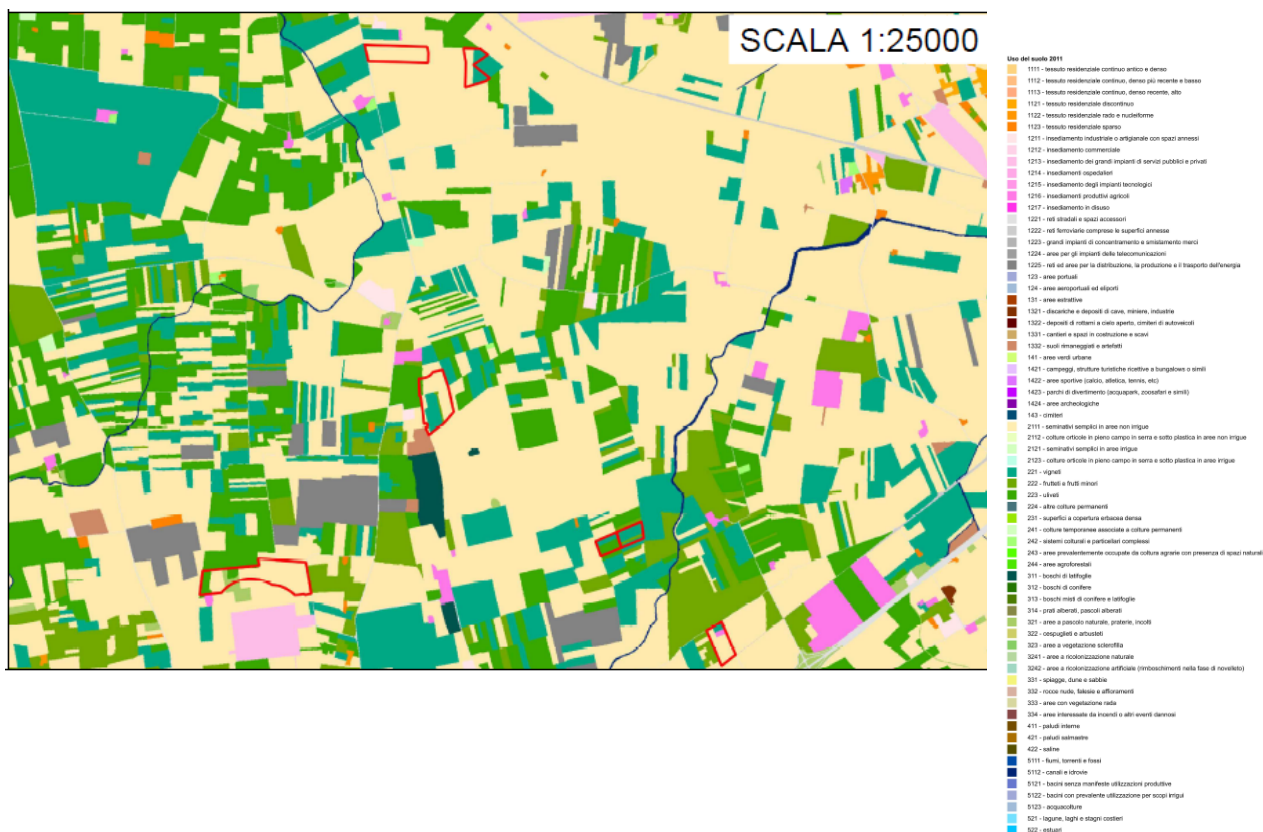 SCALA 1:25000
Uso del suolo 2011
1111 - tessuto residenziale continuo antico e denso
1112 - tessuto residenziale continuo, denso più recente e basso
1113 - tessuto residenziale continuo, denso recente, alto
1121 - tessuto residenziale discontinuo
1122 - tessuto residenziale rado e nucleiforme
1123 - tessuto residenziale sparso
1211 - insediamento industriale o artigianale con spazi annessi
1212 - insediamento commerciale
1213 - insediamento dei grandi impianti di servizi pubblici e privati
1214 - insediamenti ospedalieri
1215 - insediamento degli impianti tecnologici
1216 - insediamenti produttivi agricoli
1217 - insediamento in disuso
1221 - reti stradali e spazi accessori
1222 - reti ferroviarie comprese le superfici annesse
1223 - grandi impianti di concentramento e smistamento merci
1224 - aree per gli impianti delle telecomunicazioni
1225 - reti ed aree per la distribuzione, la produzione e il trasporto dell'energia
123 - aree portuali
124 - aree aeroportuali ed eliporti
131 - aree estrattive
1321 - discariche e depositi di cave, miniere, industrie
1322 - depositi di rottami a cielo aperto, cimiteri di autoveicoli
1331 - cantieri e spazi in costruzione e scavi
1332 - suoli rimaneggiati e artefatti
141 - aree verdi urbane
1421 - campeggi, strutture turistiche ricettive a bungalows o simili
1422 - aree sportive (calcio, atletica, tennis, etc)
1423 - parchi di divertimento (acquapark, zoosafari e simili)
1424 - aree archeologiche
143 - cimiteri
2111 - seminativi semplici in aree non irrigue
2112 - colture orticole in pieno campo in serra e sotto plastica in aree non irrigue
2121 - seminativi semplici in aree irrigue
2123 - colture orticole in pieno campo in serra e sotto plastica in aree irrigue
221 - vigneti
222 - frutteti e frutti minori
223 - uliveti
224 - altre colture permanenti
231 - superfici a copertura erbacea densa
241 - colture temporanee associate a colture permanenti
242 - sistemi colturali e particellari complessi
243 - aree prevalentemente occupate da coltura agrarie con presenza di spazi naturali
244 - aree agroforestali
311 - boschi di latifoglie
312 - boschi di conifere
313 - boschi misti di conifere e latifoglie
314 - prati alberati, pascoli alberati
321 - aree a pascolo naturale, praterie, incolti
322 - cespuglieti e arbusteti
323 - aree a vegetazione sclerofilla
3241 - aree a ricolonizzazione naturale
3242 - aree a ricolonizzazione artificiale (rimboschimenti nella fase di novelleto)
331 - spiagge, dune e sabbie
332 - rocce nude, falesie e affioramenti
333 - aree con vegetazione rada
334 - aree interessate da incendi o altri eventi dannosi
411 - paludi interne
421 - paludi salmastre
422 - saline
5111 - fiumi, torrenti e fossi
5112 - canali e idrovie
5121 - bacini senza manifeste utilizzazioni produttive
5122 - bacini con prevalente utilizzazione per scopi irrigui
5123 - acquacolture
521 - lagune, laghi e stagni costieri
522 - estuari